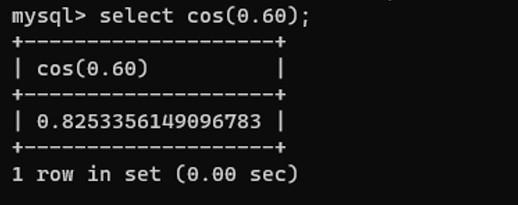 mysql> select cos(0.60);
+--------------------+
| cos(0.60)          |
+--------------------+
| 0.8253356149096783 |
+--------------------+
1 row in set (0.00 sec)